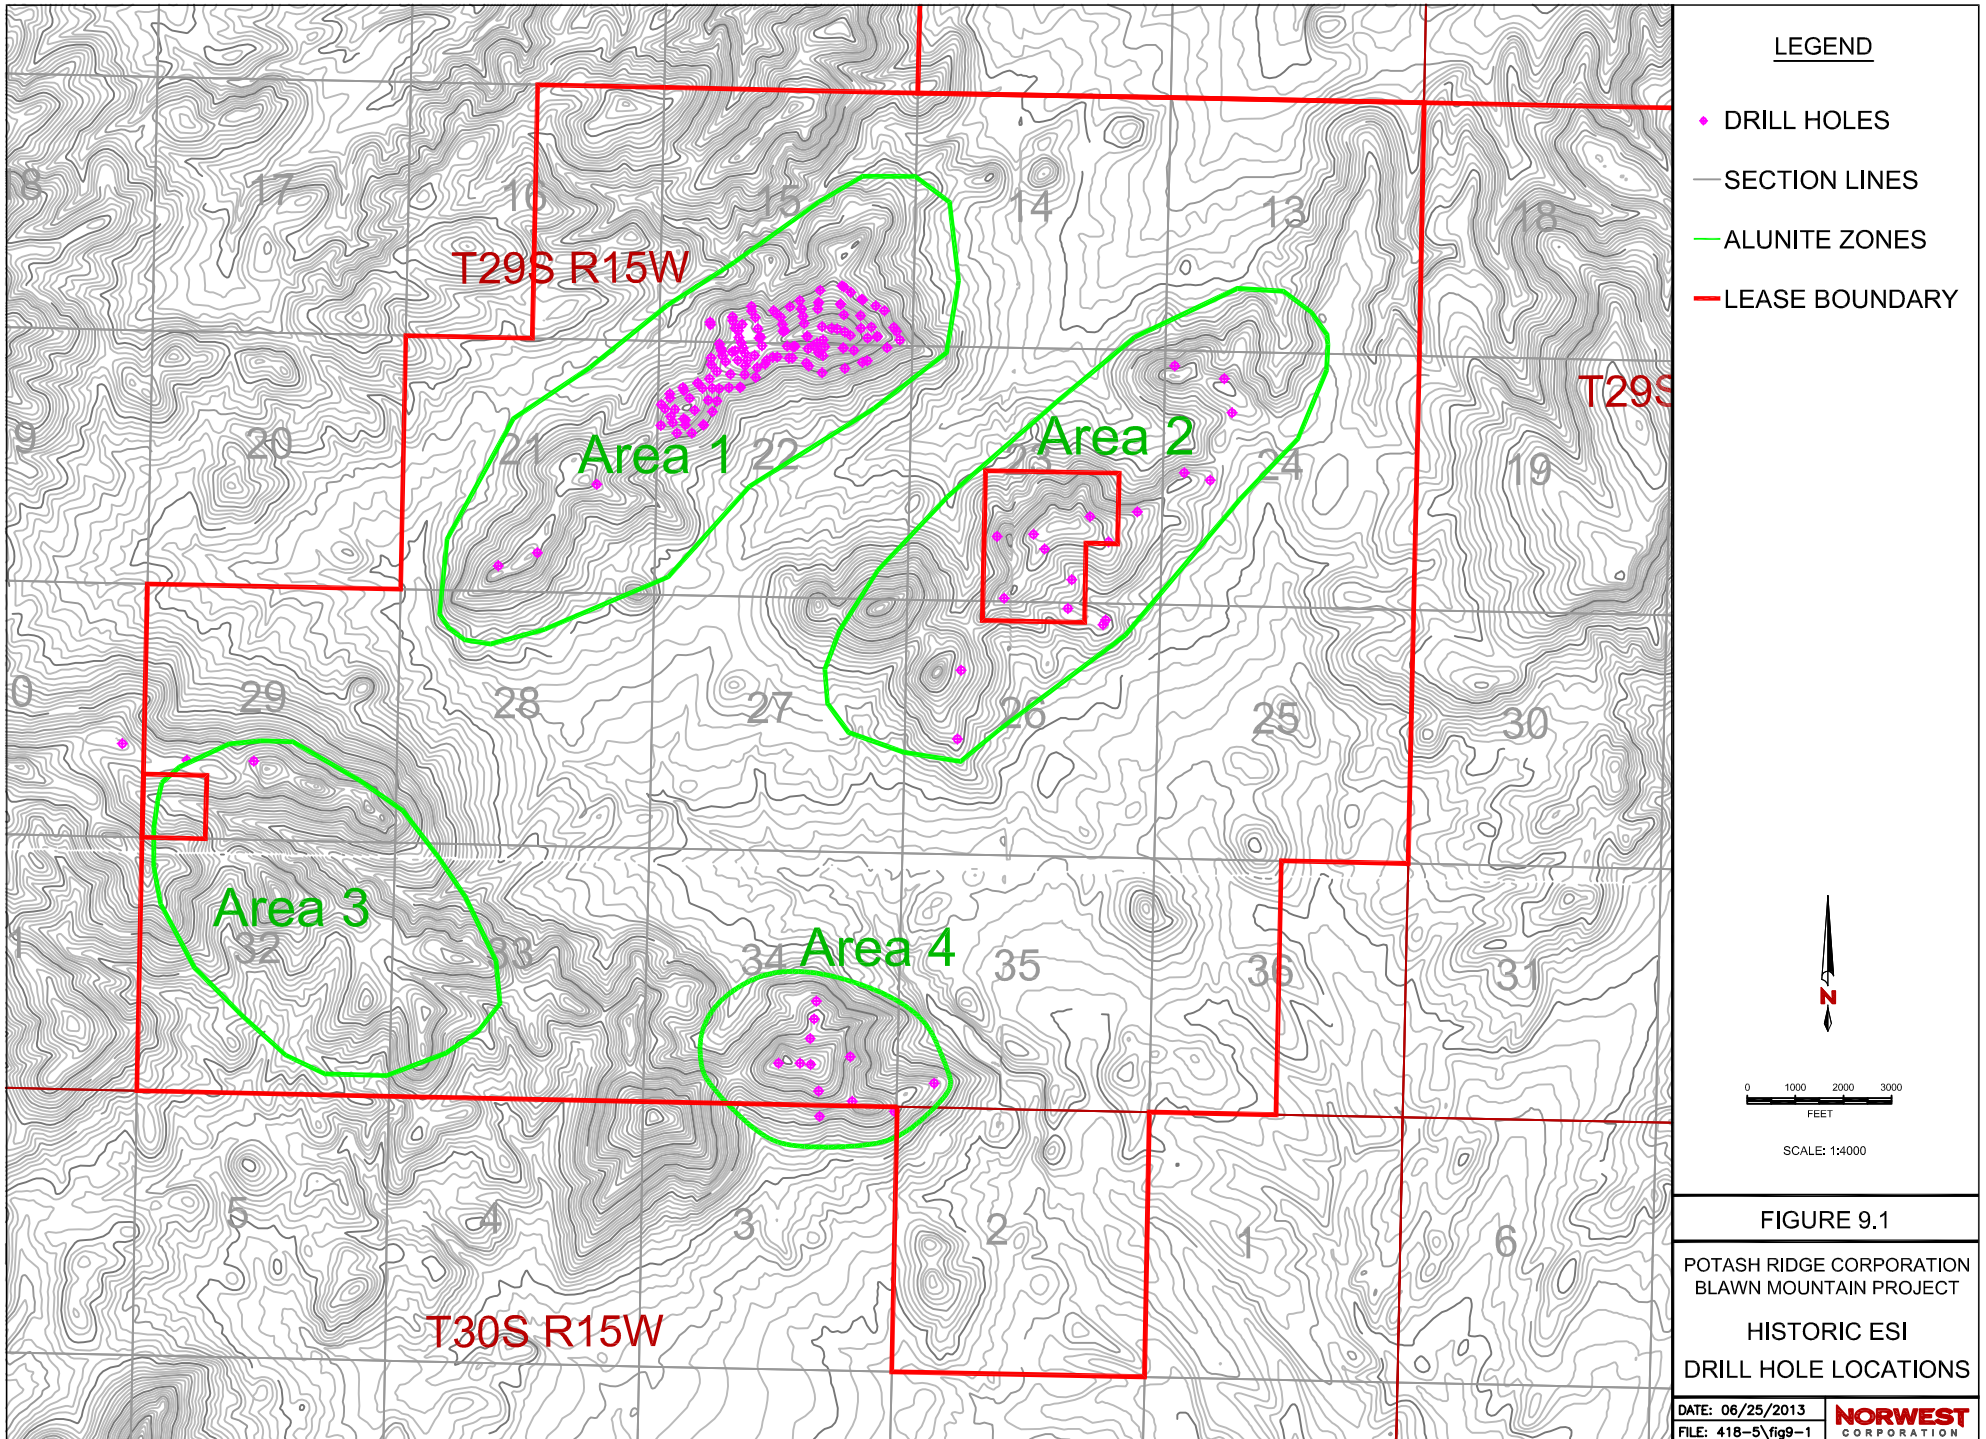 18
17
16
15
14
13
18
T29S R15W
T29S
9
20
21
Area 1
22
23
Area 2
24
19
0
29
28
27
26
25
30
1
Area 3
32
33
34
Area 4
35
36
31
5
4
3
2
1
6
T30S R15W
LEGEND
DRILL HOLES
SECTION LINES
ALUNITE ZONES
LEASE BOUNDARY
N
0 1000 2000 3000
FEET
SCALE: 1:4000
FIGURE 9.1
POTASH RIDGE CORPORATION
BLAWN MOUNTAIN PROJECT
HISTORIC ESI
DRILL HOLE LOCATIONS
DATE: 06/25/2013
FILE: 418-5\fig9-1
NORWEST
CORPORATION